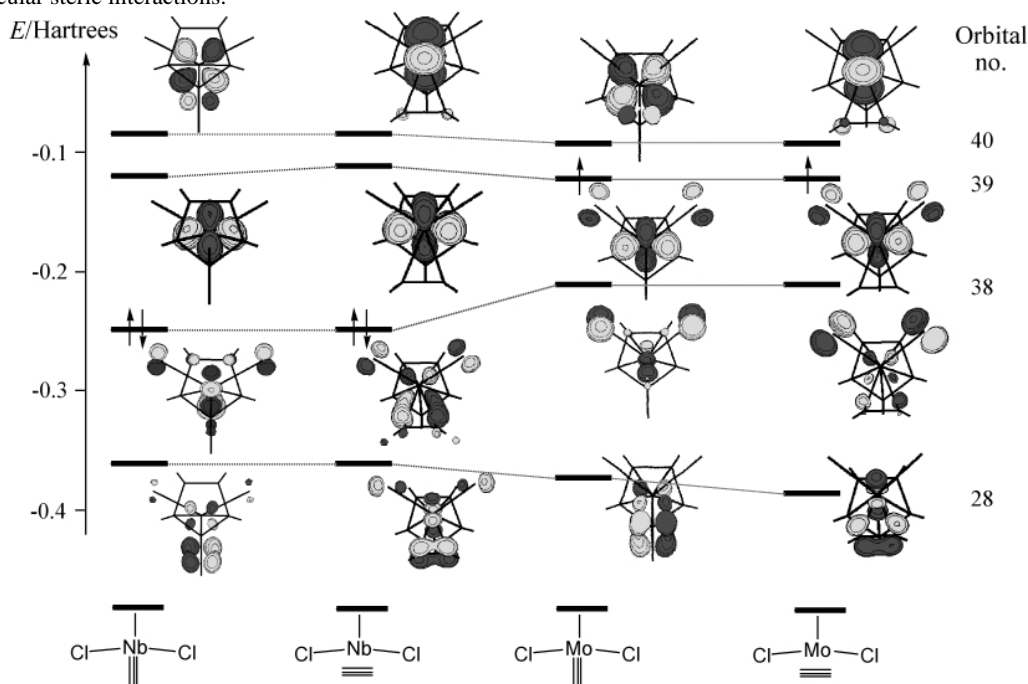 cular steric interactions.
E/Hartrees
Orbital
no.
40
-0.1
39
-0.2
38
-0.3
28
-0.4
Cl Nb Cl
Cl Nb Cl
Cl Mo Cl
Cl Mo Cl